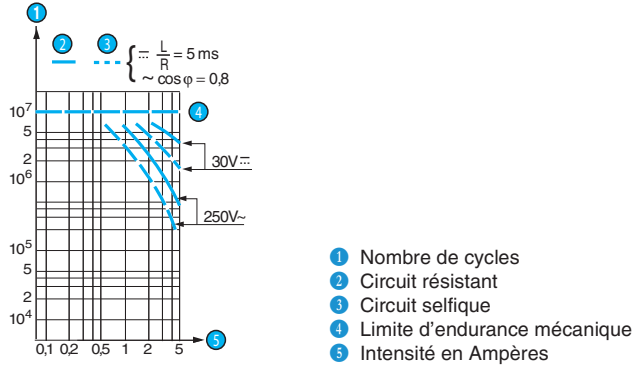 1
2 3 { ⎓ L/R = 5 ms
~ cos φ = 0,8
10⁷
4
5
30V⎓
2
10⁶
250V~
10⁵
5
2
10⁴
0,1 0,2 0,5 1 2 5
5
1 Nombre de cycles
2 Circuit résistant
3 Circuit selfique
4 Limite d'endurance mécanique
5 Intensité en Ampères